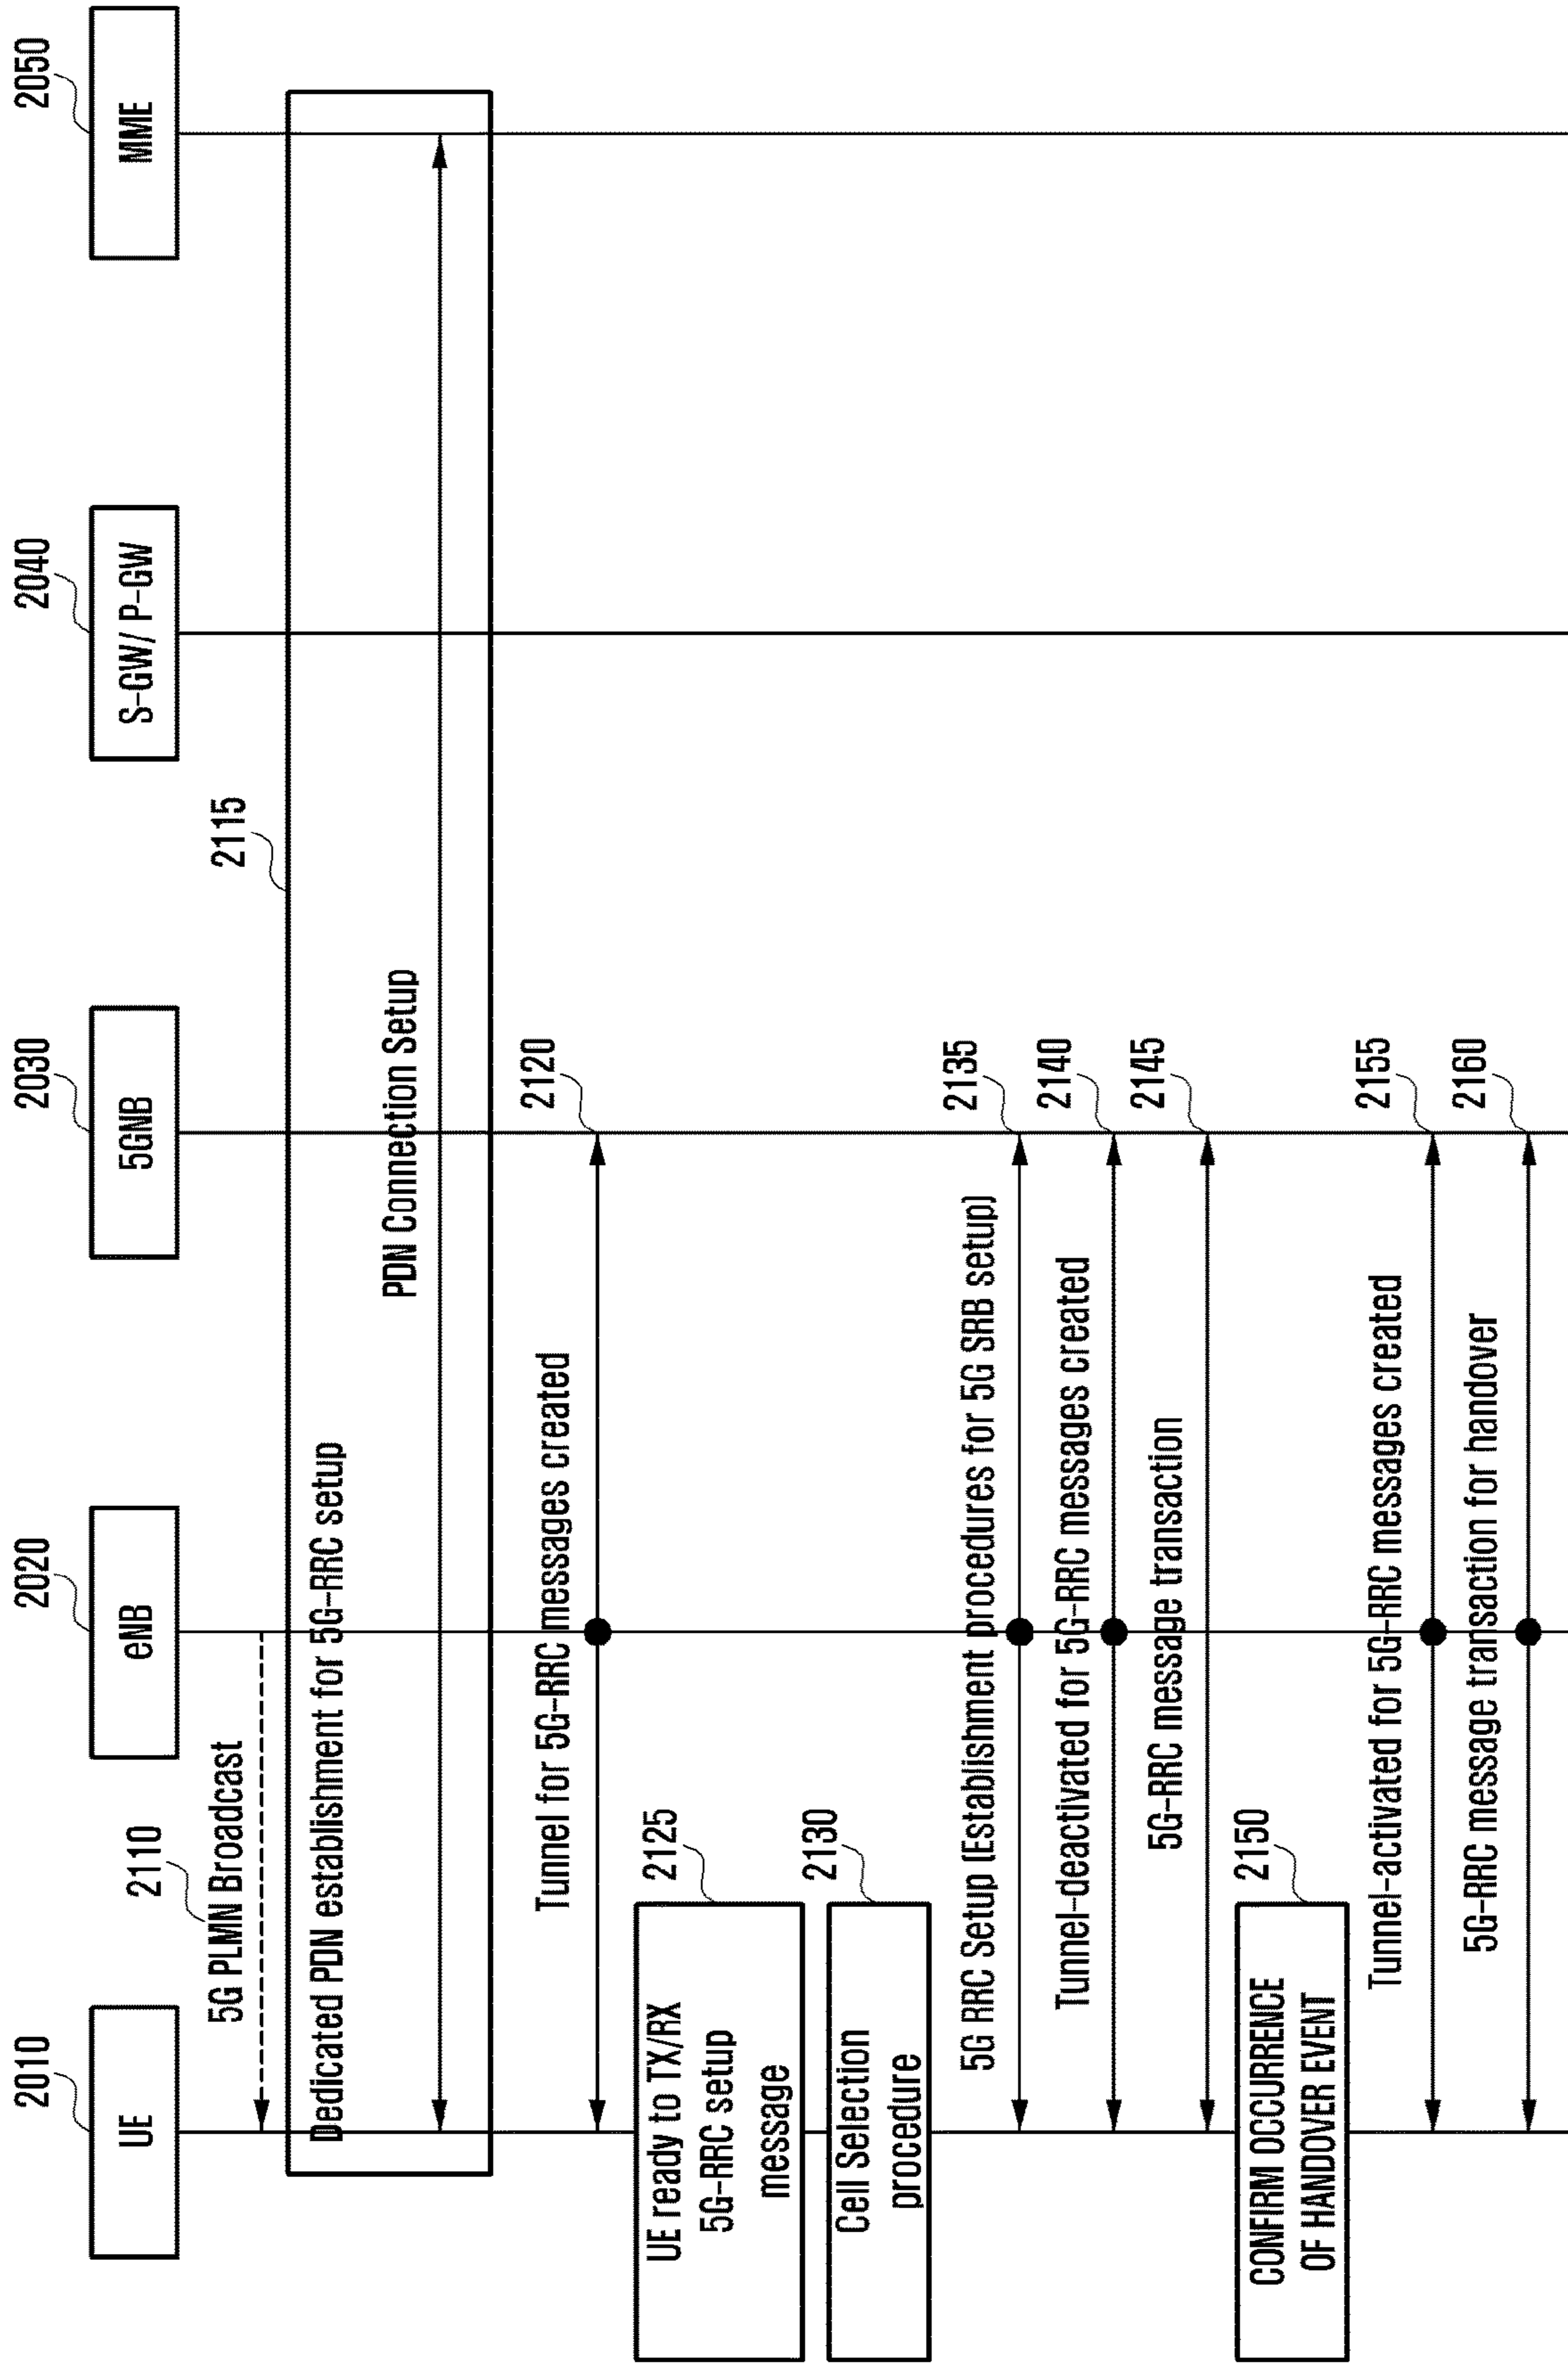 2010
2020
2030
2040
2050
UE
eNB
5GNB
S-GW/ P-GW
MME
2110
5G PLMN Broadcast
2115
Dedicated PDN establishment for 5G-RRC setup
PDN Connection Setup
2120
Tunnel for 5G-RRC messages created
UE ready to TX/RX
5G-RRC setup
message
2125
Cell Selection
procedure
2130
2135
5G RRC Setup (Establishment procedures for 5G SRB setup)
2140
Tunnel-deactivated for 5G-RRC messages created
2145
5G-RRC message transaction
CONFIRM OCCURRENCE
OF HANDOVER EVENT
2150
2155
Tunnel-activated for 5G-RRC messages created
2160
5G-RRC message transaction for handover